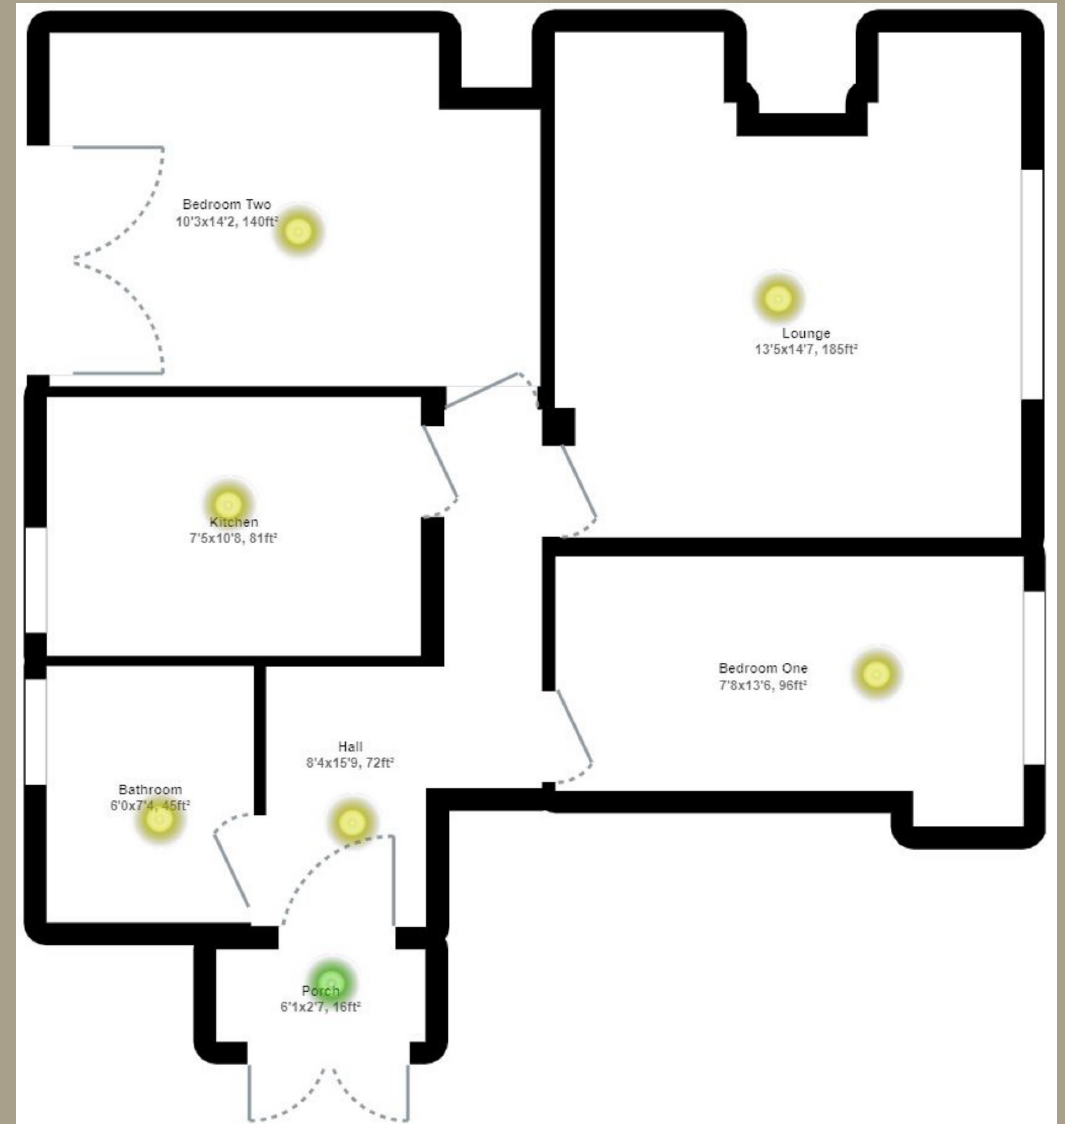 Bedroom Two
10'3x14'2, 140ft²
Lounge
13'5x14'7, 185ft²
Kitchen
7'5x10'8, 81ft²
Bedroom One
7'8x13'6, 96ft²
Hall
8'4x15'9, 72ft²
Bathroom
6'0x7'4, 45ft²
Porch
6'1x2'7, 16ft²